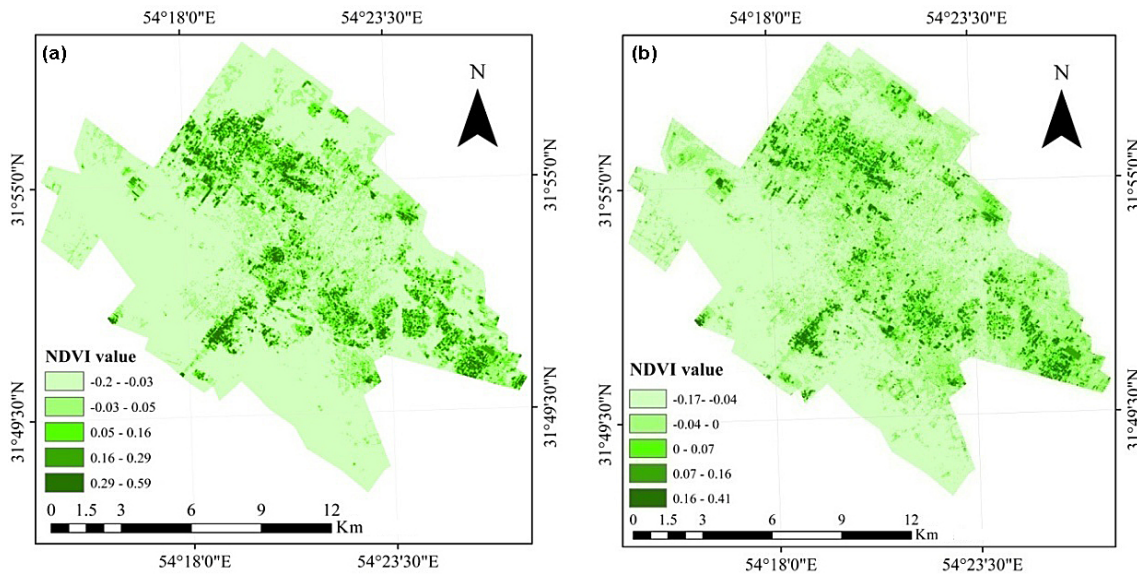 54°18'0"E 54°23'30"E
(a)
N
31°55'0"N
31°55'0"N
31°49'30"N
31°49'30"N
NDVI value
-0.2 - -0.03
-0.03 - 0.05
0.05 - 0.16
0.16 - 0.29
0.29 - 0.59
0 1.5 3 6 9 12
Km
54°18'0"E 54°23'30"E
54°18'0"E 54°23'30"E
(b)
N
31°55'0"N
31°55'0"N
31°49'30"N
31°49'30"N
NDVI value
-0.17- -0.04
-0.04 - 0
0 - 0.07
0.07 - 0.16
0.16 - 0.41
0 1.5 3 6 9 12
Km
54°18'0"E 54°23'30"E